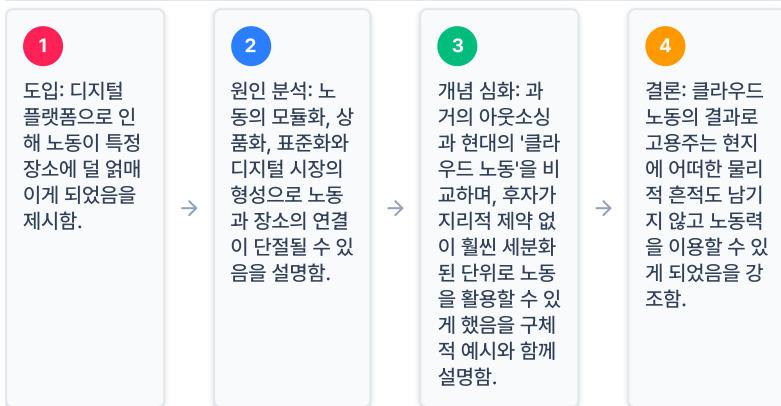 1
도입: 디지털
플랫폼으로 인
해 노동이 특정
장소에 덜 얽매
이게 되었음을
제시함.
→
2
원인 분석: 노
동의 모듈화, 상
품화, 표준화와
디지털 시장의
형성으로 노동
과 장소의 연결
이 단절될 수 있
음을 설명함.
→
3
개념 심화: 과
거의 아웃소싱
과 현대의 '클라
우드 노동'을 비
교하며, 후자가
지리적 제약 없
이 훨씬 세분화
된 단위로 노동
을 활용할 수 있
게 했음을 구체
적 예시와 함께
설명함.
→
4
결론: 클라우드
노동의 결과로
고용주는 현지
에 어떠한 물리
적 흔적도 남기
지 않고 노동력
을 이용할 수 있
게 되었음을 강
조함.